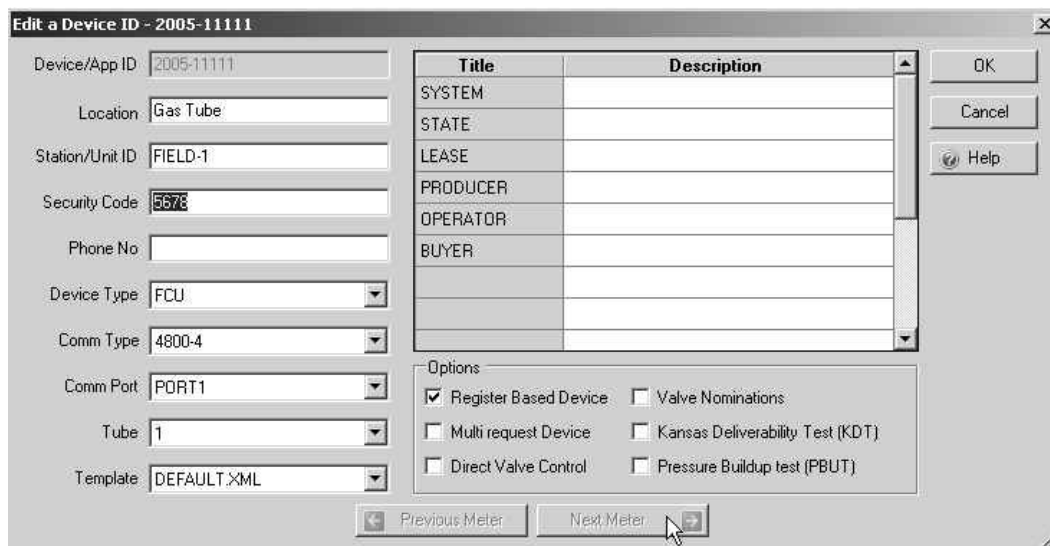 Edit a Device ID - 2005-11111
Device/App ID 2005-11111
Location Gas Tube
Station/Unit ID FIELD-1
Security Code 5678
Phone No
Device Type FCU
Comm Type 4800-4
Comm Port PORT1
Tube 1
Template DEFAULT.XML
Title Description
SYSTEM
STATE
LEASE
PRODUCER
OPERATOR
BUYER
OK
Cancel
Help
Options
Register Based Device Valve Nominations
Multi request Device Kansas Deliverability Test (KDT)
Direct Valve Control Pressure Buildup test (PBUT)
Previous Meter Next Meter